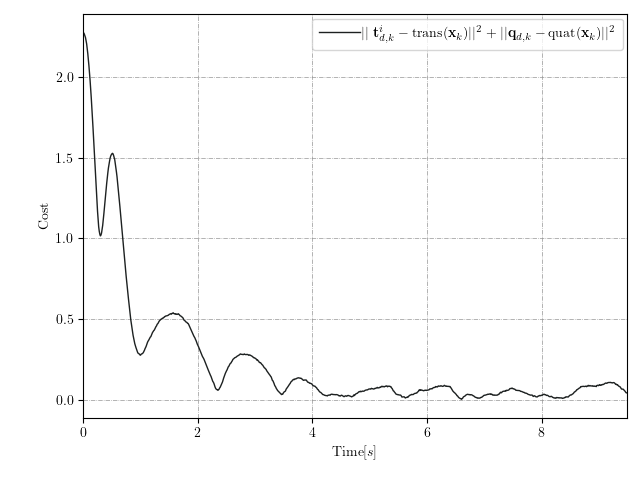 || t^i_{d,k} − trans(x_k)||² + ||q_{d,k} − quat(x_k)||²
2.0
1.5
1.0
0.5
0.0
Cost
0 2 4 6 8
Time[s]